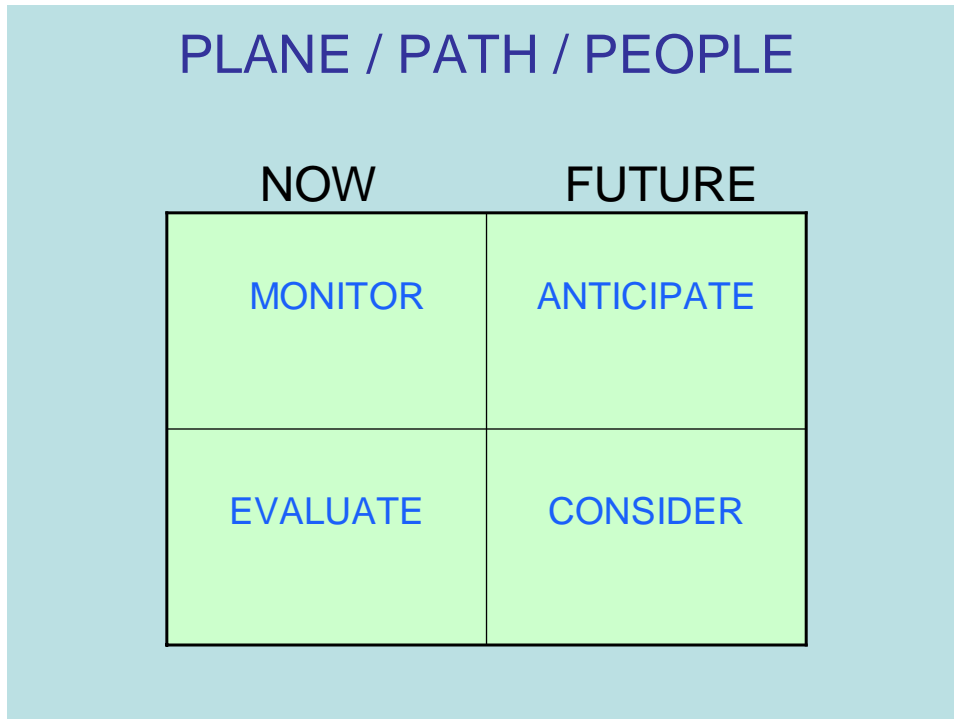 PLANE / PATH / PEOPLE
NOW FUTURE
MONITOR ANTICIPATE
EVALUATE CONSIDER